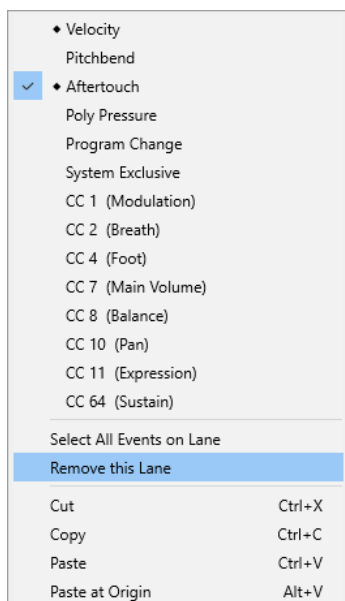 ◆ Velocity
Pitchbend
✓ ◆ Aftertouch
Poly Pressure
Program Change
System Exclusive
CC 1 (Modulation)
CC 2 (Breath)
CC 4 (Foot)
CC 7 (Main Volume)
CC 8 (Balance)
CC 10 (Pan)
CC 11 (Expression)
CC 64 (Sustain)
Select All Events on Lane
Remove this Lane
Cut Ctrl+X
Copy Ctrl+C
Paste Ctrl+V
Paste at Origin Alt+V